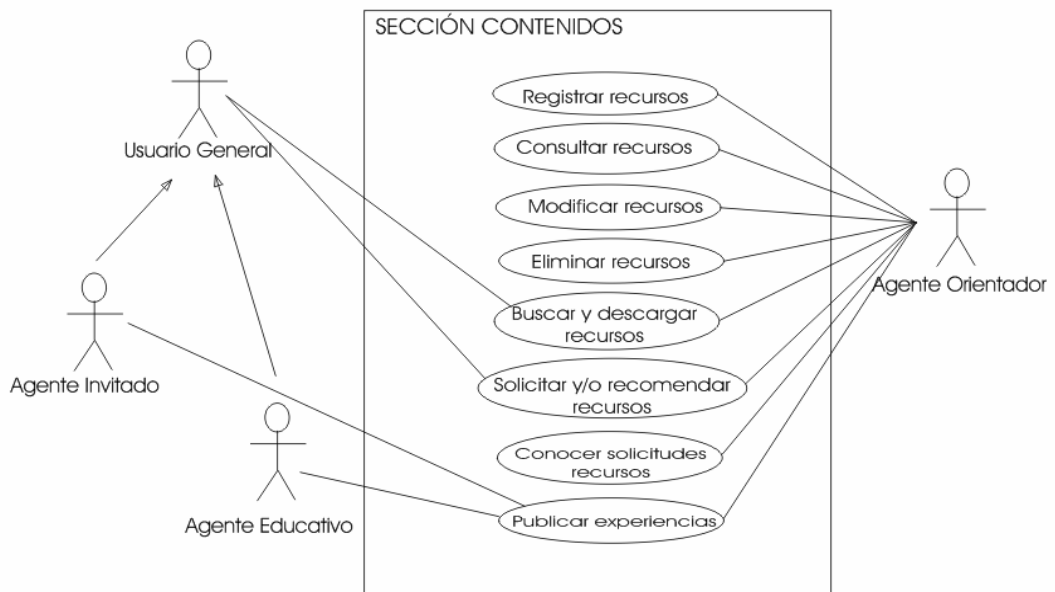 SECCIÓN CONTENIDOS
Registrar recursos
Usuario General
Consultar recursos
Modificar recursos
Eliminar recursos
Agente Orientador
Buscar y descargar
recursos
Agente Invitado
Solicitar y/o recomendar
recursos
Conocer solicitudes
recursos
Agente Educativo
Publicar experiencias